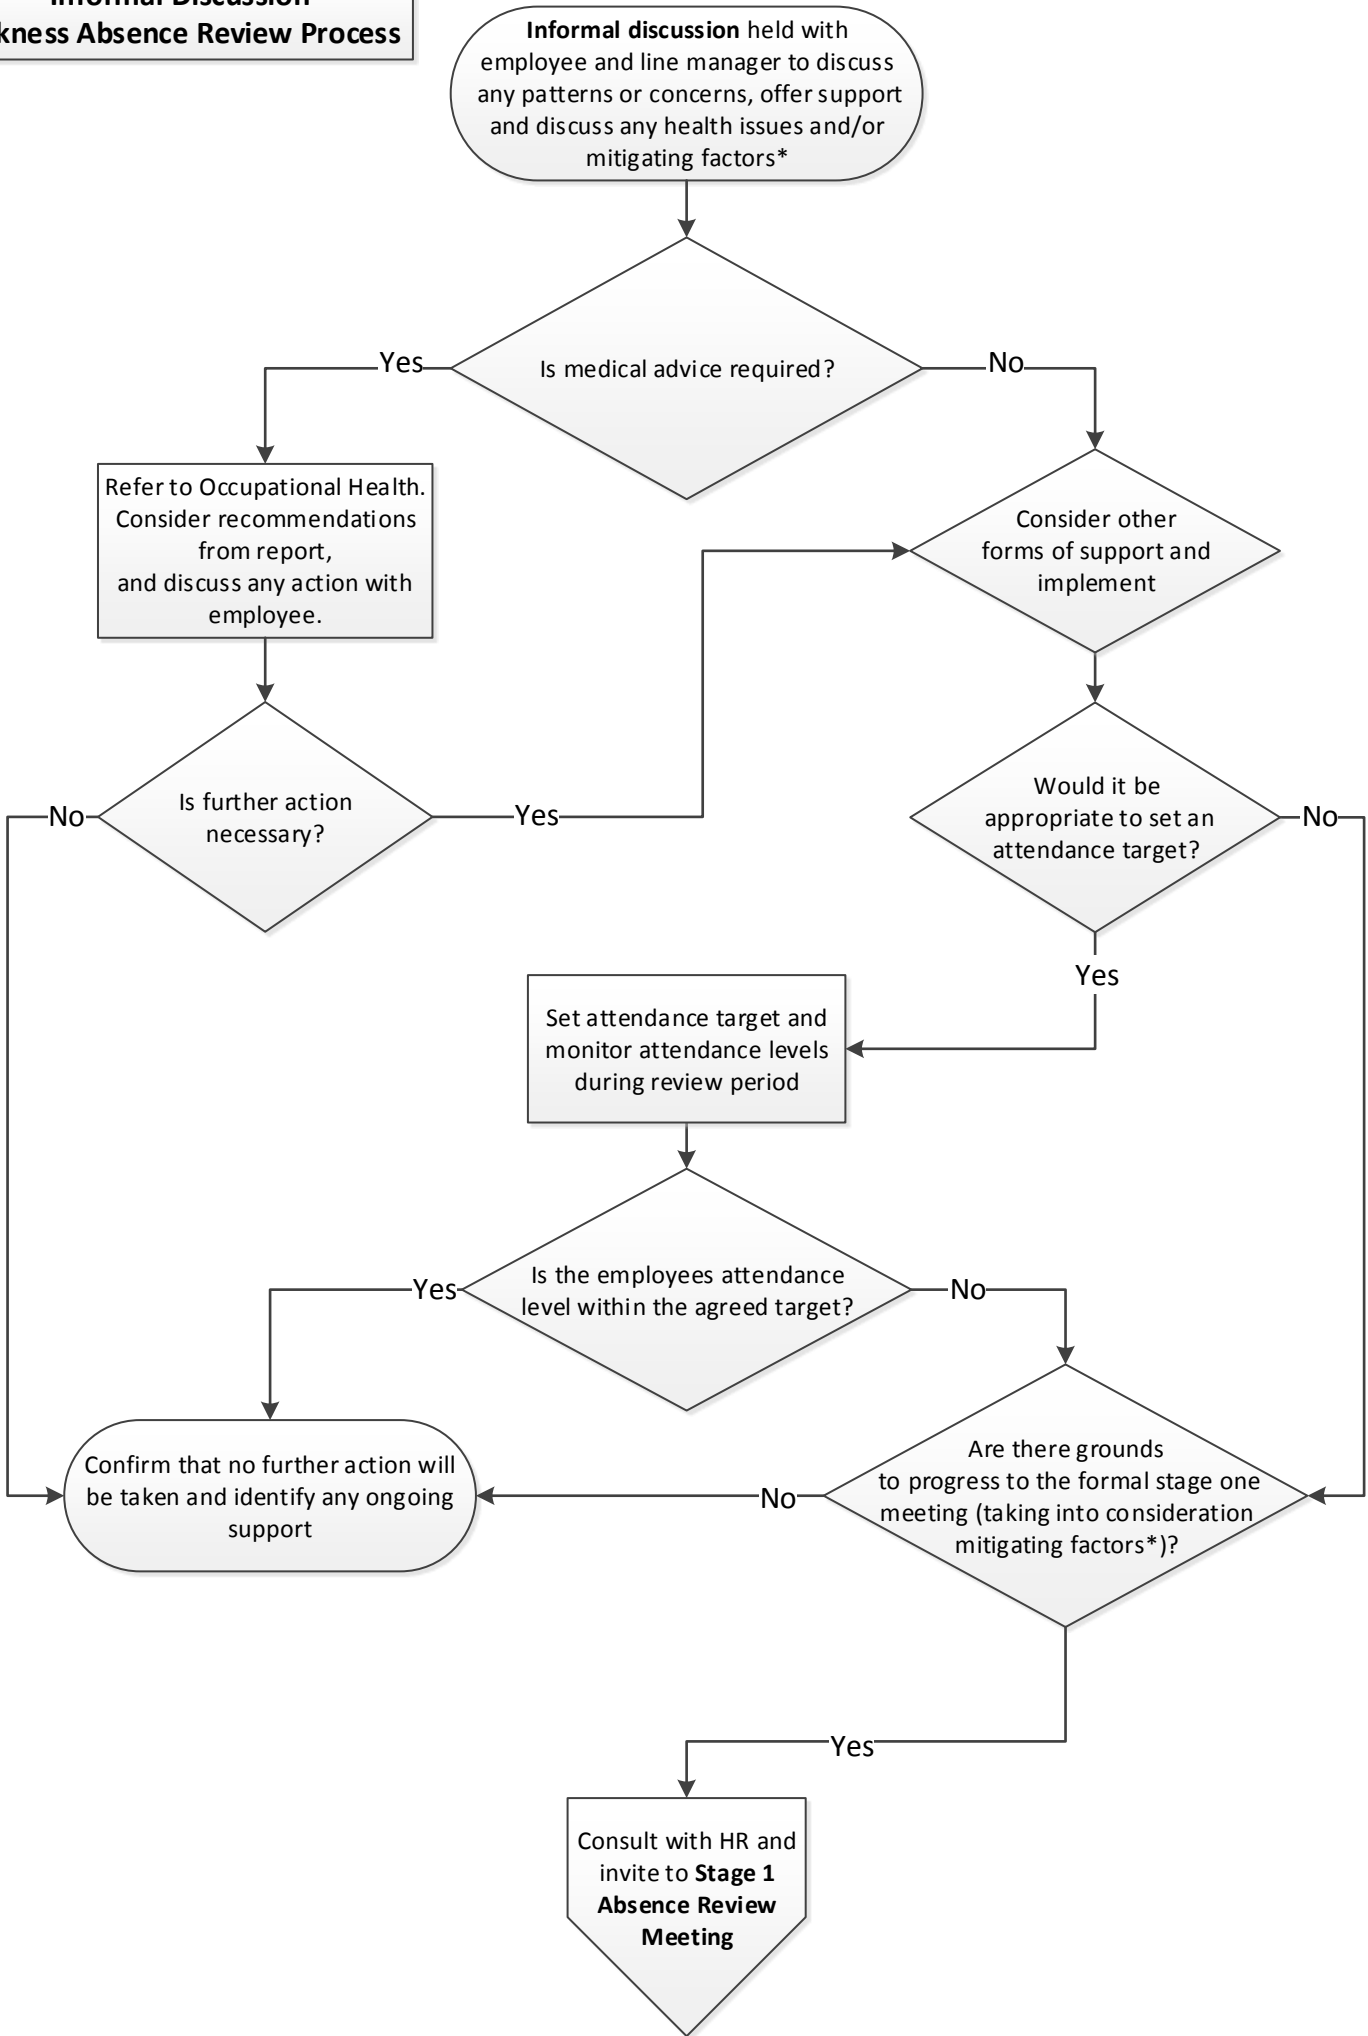 Informal Discussion
Absence Review Process
Informal discussion held with
employee and line manager to discuss
any patterns or concerns, offer support
and discuss any health issues and/or
mitigating factors*
Is medical advice required?
Yes
No
Refer to Occupational Health.
Consider recommendations
from report,
and discuss any action with
employee.
Consider other
forms of support and
implement
Is further action
necessary?
No
Yes
Would it be
appropriate to set an
attendance target?
No
Yes
Set attendance target and
monitor attendance levels
during review period
Is the employees attendance
level within the agreed target?
Yes
No
Confirm that no further action will
be taken and identify any ongoing
support
No
Are there grounds
to progress to the formal stage one
meeting (taking into consideration
mitigating factors*)?
Yes
Consult with HR and
invite to Stage 1
Absence Review
Meeting